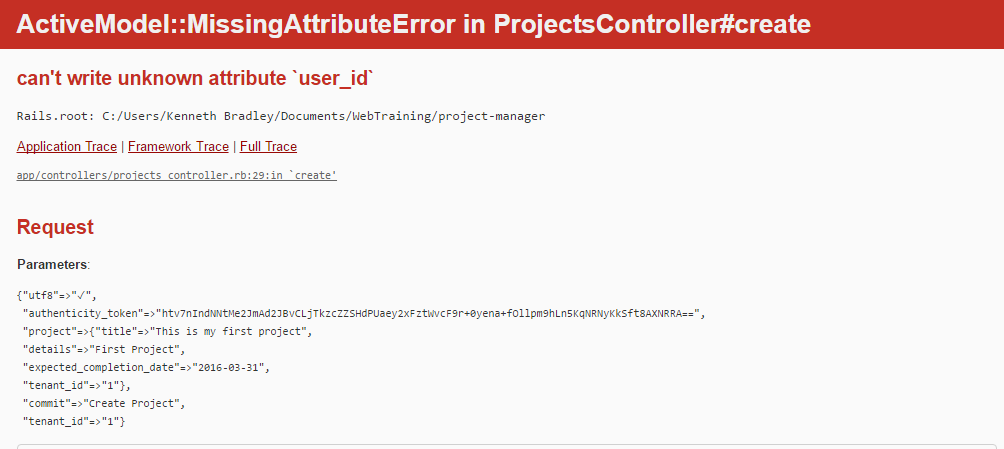 ActiveModel::MissingAttributeError in ProjectsController#create
can't write unknown attribute `user_id`
Rails.root: C:/Users/Kenneth Bradley/Documents/WebTraining/project-manager
Application Trace | Framework Trace | Full Trace
app/controllers/projects_controller.rb:29:in `create'
Request
Parameters:
{"utf8"=>"✓",
"authenticity_token"=>"htv7nIndNNtMe2JmAd2JBvCLjTkzcZZSHdPUaey2xFztWvcF9r+0yena+fOllpm9hLn5KqNRNyKkSft8AXNRRA==",
"project"=>{"title"=>"This is my first project",
"details"=>"First Project",
"expected_completion_date"=>"2016-03-31",
"tenant_id"=>"1"},
"commit"=>"Create Project",
"tenant_id"=>"1"}